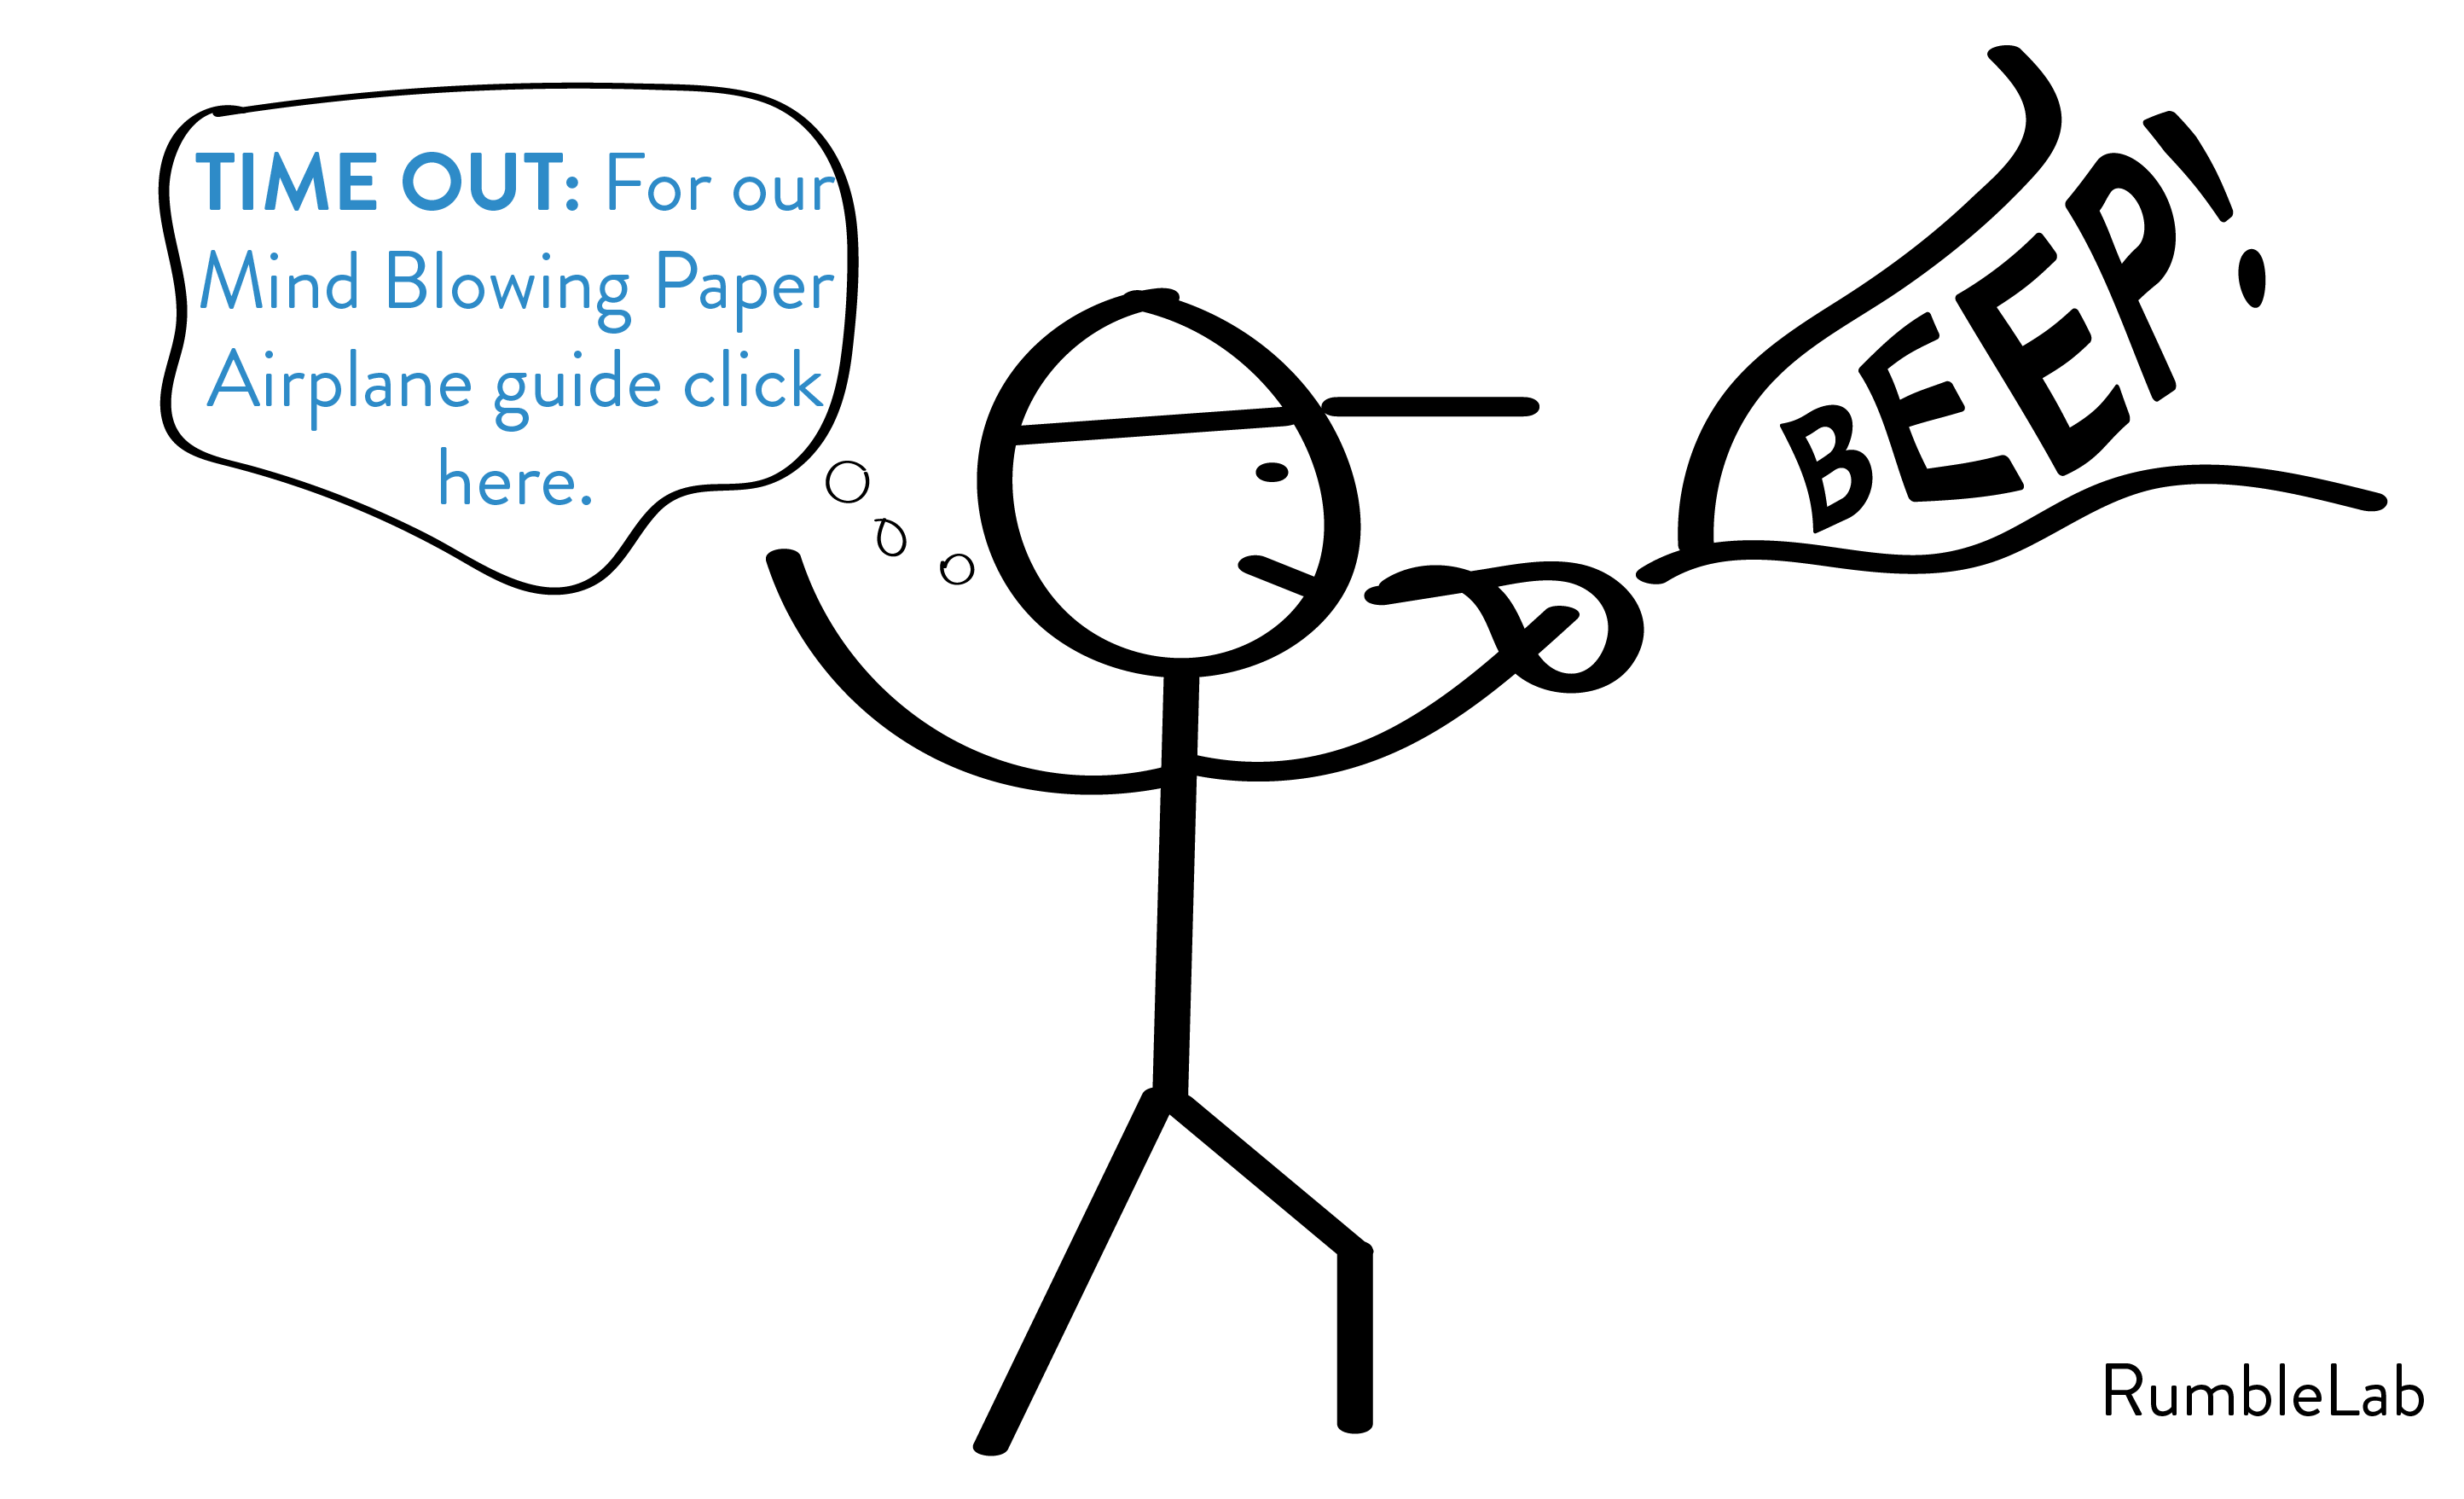 TIME OUT: For our
Mind Blowing Paper
Airplane guide click
here.
BEEP!
RumbleLab